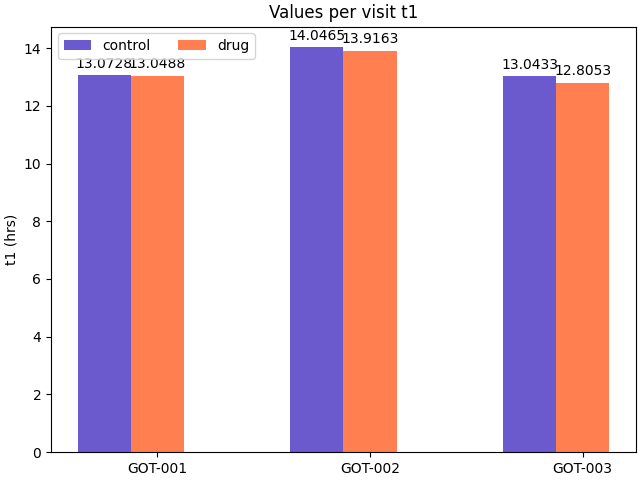 Values per visit t1
control drug
13.0728 13.0488 14.0465 13.9163 13.0433 12.8053
14
12
10
8
6
4
2
0
t1 (hrs)
GOT-001 GOT-002 GOT-003